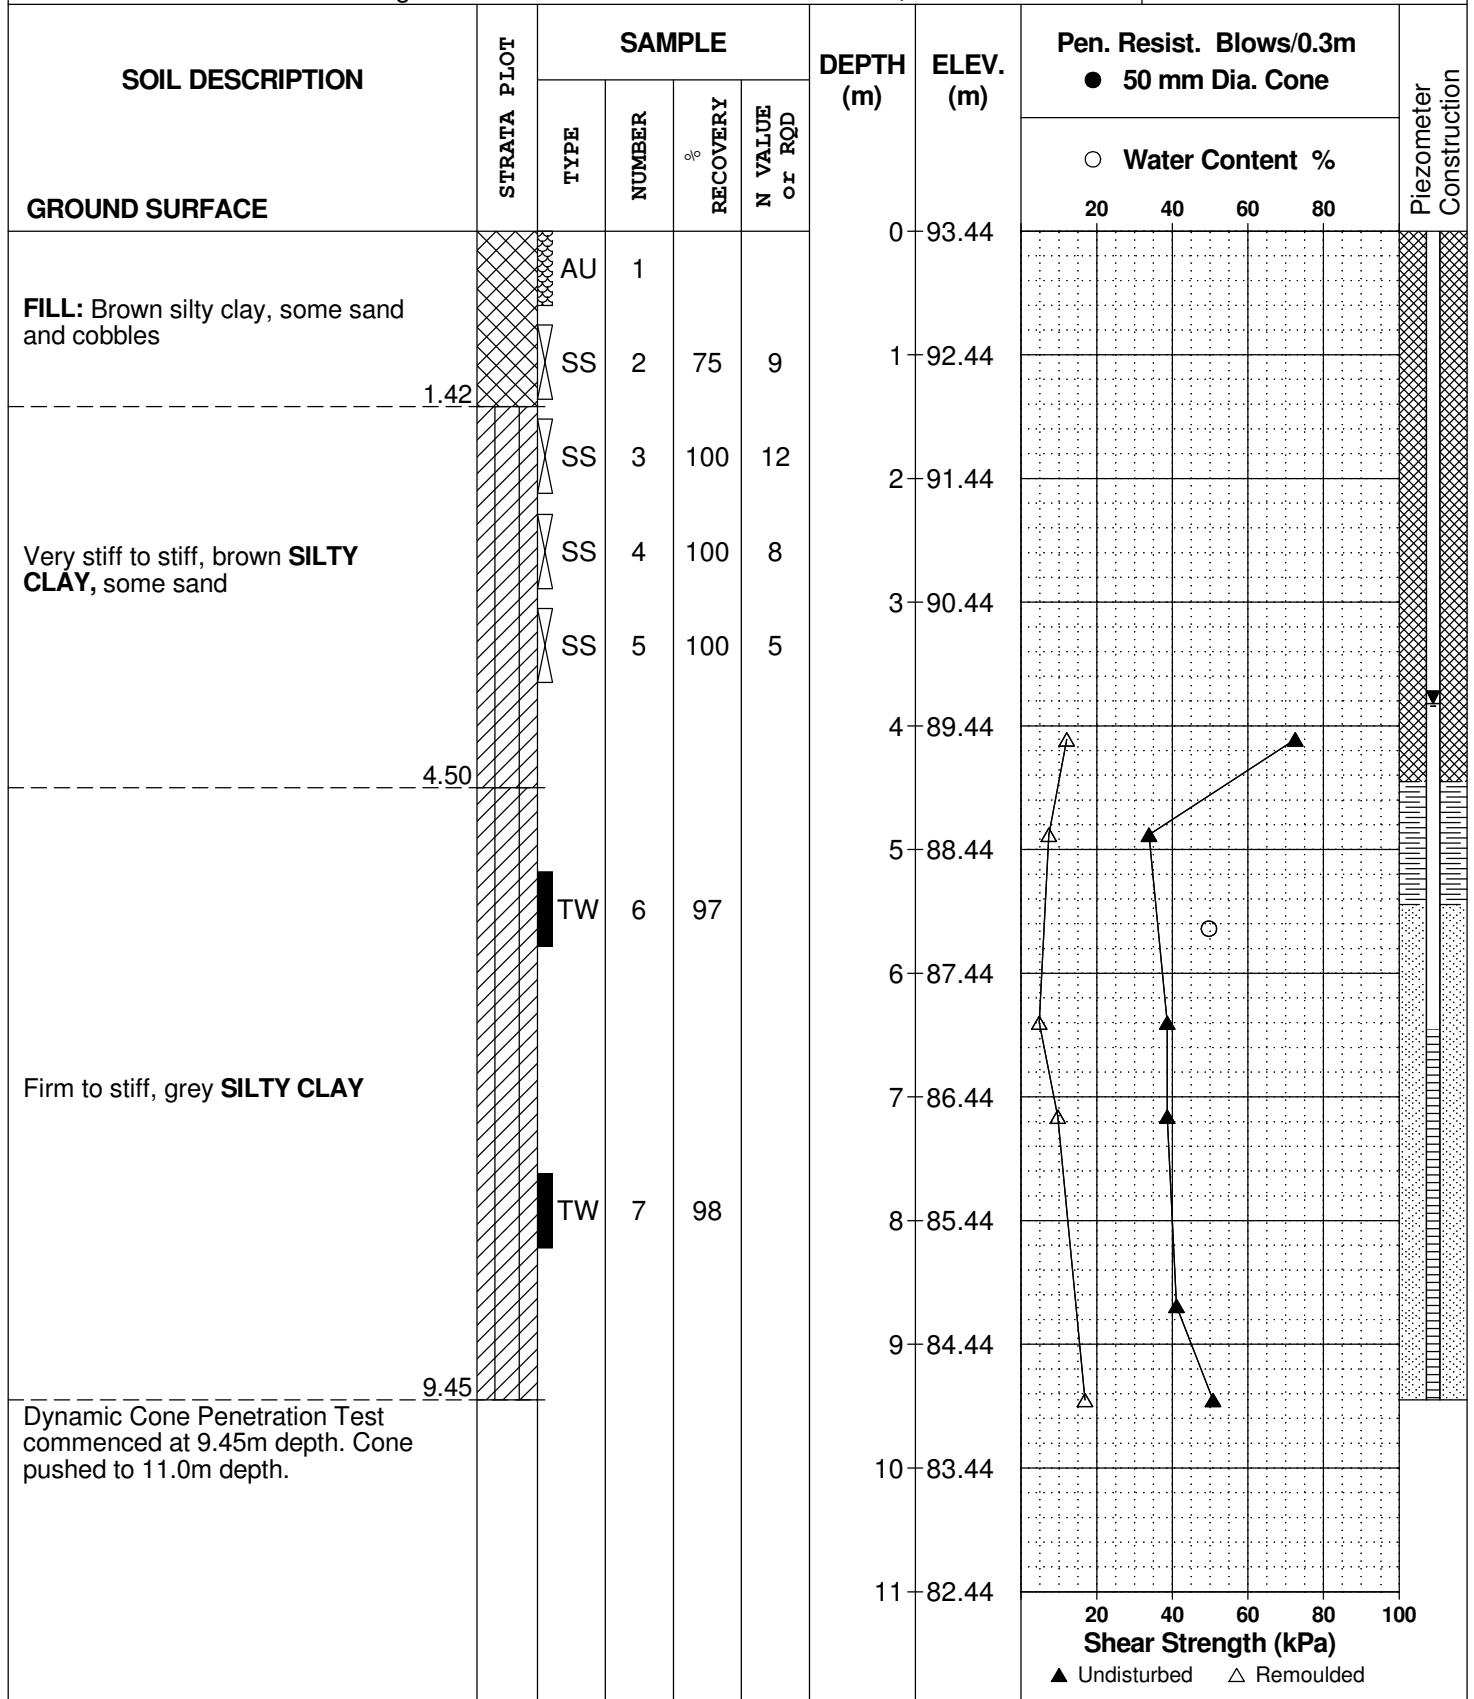 SOIL DESCRIPTION
GROUND SURFACE
STRATA PLOT
SAMPLE
TYPE
NUMBER
%
RECOVERY
N VALUE
or RQD
DEPTH
(m)
ELEV.
(m)
Pen. Resist. Blows/0.3m
● 50 mm Dia. Cone
○ Water Content %
20 40 60 80
Piezometer
Construction
0 93.44
AU 1
FILL: Brown silty clay, some sand
and cobbles
SS 2 75 9
1 92.44
1.42
SS 3 100 12
2 91.44
SS 4 100 8
Very stiff to stiff, brown SILTY
CLAY, some sand
3 90.44
SS 5 100 5
4 89.44
4.50
5 88.44
TW 6 97
6 87.44
Firm to stiff, grey SILTY CLAY
7 86.44
TW 7 98
8 85.44
9 84.44
9.45
Dynamic Cone Penetration Test
commenced at 9.45m depth. Cone
pushed to 11.0m depth.
10 83.44
11 82.44
20 40 60 80 100
Shear Strength (kPa)
▲ Undisturbed △ Remoulded